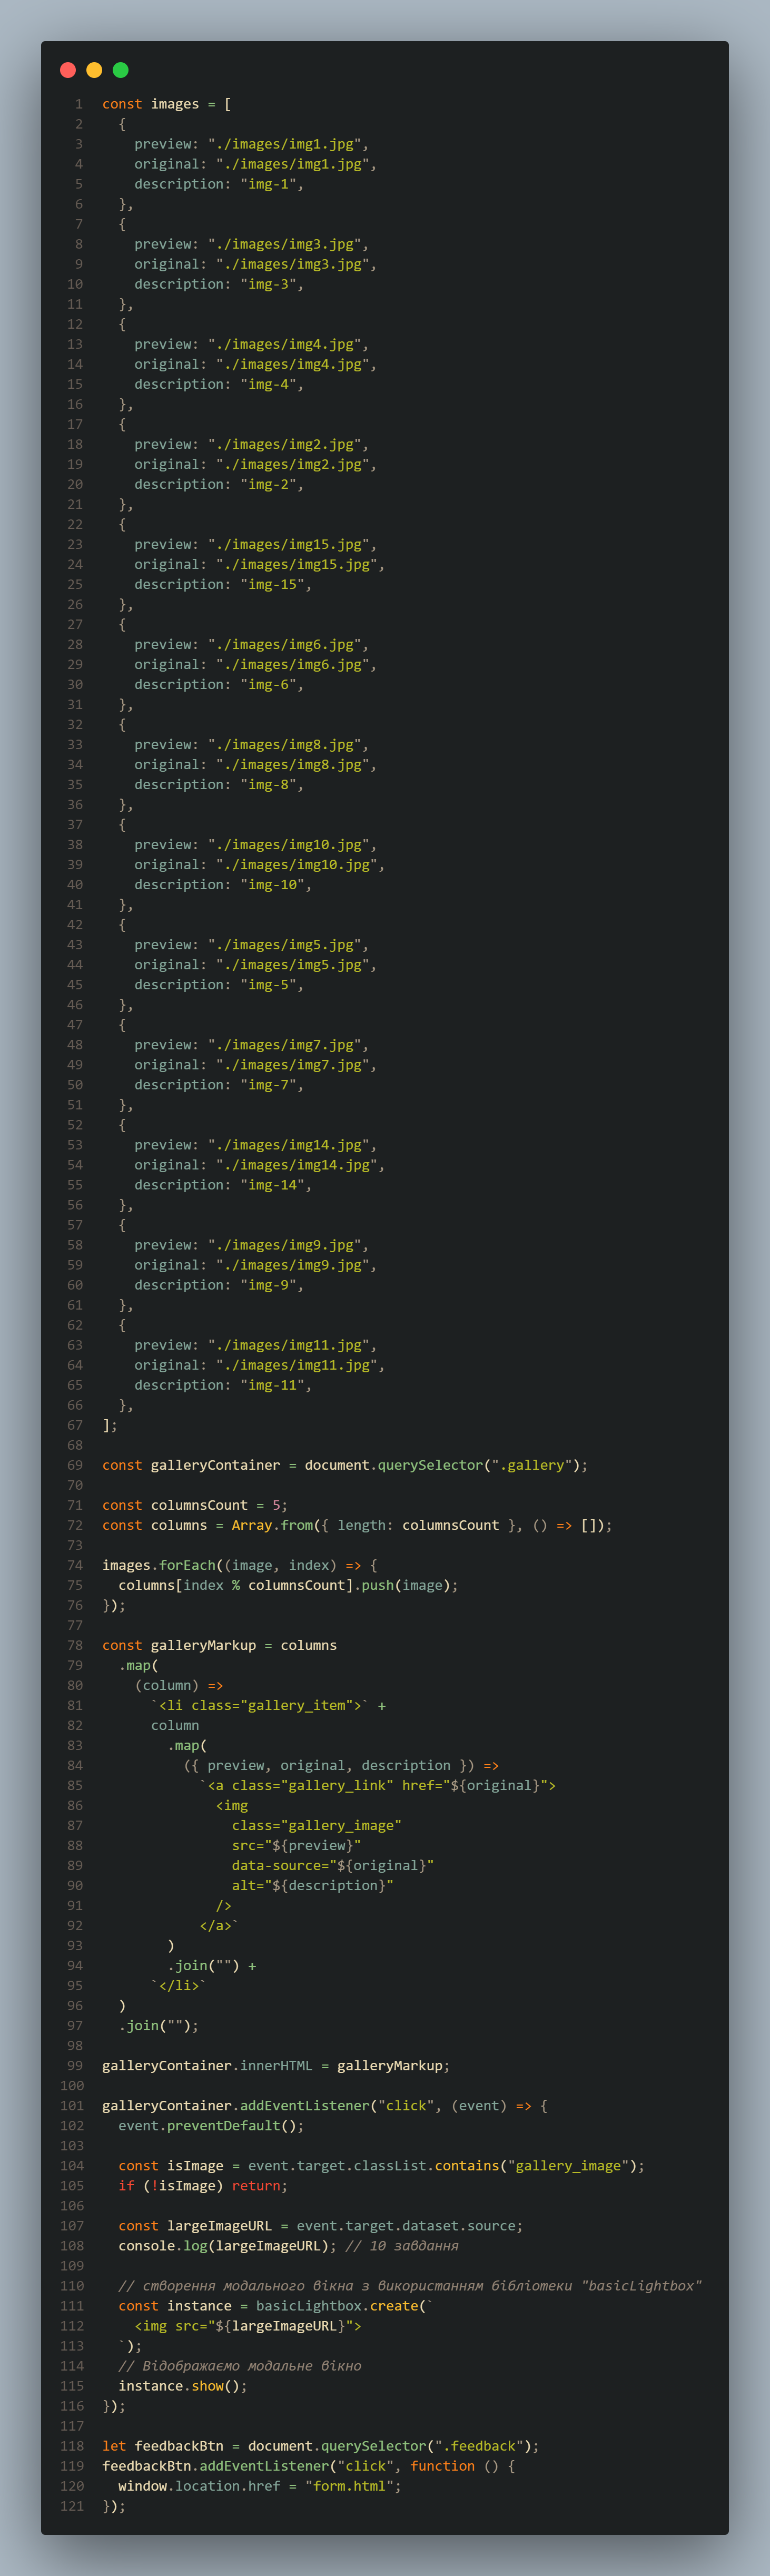 1 const images = [
2   {
3     preview: "./images/img1.jpg",
4     original: "./images/img1.jpg",
5     description: "img-1",
6   },
7   {
8     preview: "./images/img3.jpg",
9     original: "./images/img3.jpg",
10     description: "img-3",
11   },
12   {
13     preview: "./images/img4.jpg",
14     original: "./images/img4.jpg",
15     description: "img-4",
16   },
17   {
18     preview: "./images/img2.jpg",
19     original: "./images/img2.jpg",
20     description: "img-2",
21   },
22   {
23     preview: "./images/img15.jpg",
24     original: "./images/img15.jpg",
25     description: "img-15",
26   },
27   {
28     preview: "./images/img6.jpg",
29     original: "./images/img6.jpg",
30     description: "img-6",
31   },
32   {
33     preview: "./images/img8.jpg",
34     original: "./images/img8.jpg",
35     description: "img-8",
36   },
37   {
38     preview: "./images/img10.jpg",
39     original: "./images/img10.jpg",
40     description: "img-10",
41   },
42   {
43     preview: "./images/img5.jpg",
44     original: "./images/img5.jpg",
45     description: "img-5",
46   },
47   {
48     preview: "./images/img7.jpg",
49     original: "./images/img7.jpg",
50     description: "img-7",
51   },
52   {
53     preview: "./images/img14.jpg",
54     original: "./images/img14.jpg",
55     description: "img-14",
56   },
57   {
58     preview: "./images/img9.jpg",
59     original: "./images/img9.jpg",
60     description: "img-9",
61   },
62   {
63     preview: "./images/img11.jpg",
64     original: "./images/img11.jpg",
65     description: "img-11",
66   },
67 ];
68
69 const galleryContainer = document.querySelector(".gallery");
70
71 const columnsCount = 5;
72 const columns = Array.from({ length: columnsCount }, () => []);
73
74 images.forEach((image, index) => {
75   columns[index % columnsCount].push(image);
76 });
77
78 const galleryMarkup = columns
79   .map(
80     (column) =>
81       `<li class="gallery_item">` +
82       column
83         .map(
84           ({ preview, original, description }) =>
85             `<a class="gallery_link" href="${original}">
86               <img
87                 class="gallery_image"
88                 src="${preview}"
89                 data-source="${original}"
90                 alt="${description}"
91               />
92             </a>`
93         )
94         .join("") +
95       `</li>`
96   )
97   .join("");
98
99 galleryContainer.innerHTML = galleryMarkup;
100
101 galleryContainer.addEventListener("click", (event) => {
102   event.preventDefault();
103
104   const isImage = event.target.classList.contains("gallery_image");
105   if (!isImage) return;
106
107   const largeImageURL = event.target.dataset.source;
108   console.log(largeImageURL); // 10 завдання
109
110   // створення модального вікна з використанням бібліотеки "basicLightbox"
111   const instance = basicLightbox.create(`
112     <img src="${largeImageURL}">
113   `);
114   // Відображаємо модальне вікно
115   instance.show();
116 });
117
118 let feedbackBtn = document.querySelector(".feedback");
119 feedbackBtn.addEventListener("click", function () {
120   window.location.href = "form.html";
121 });